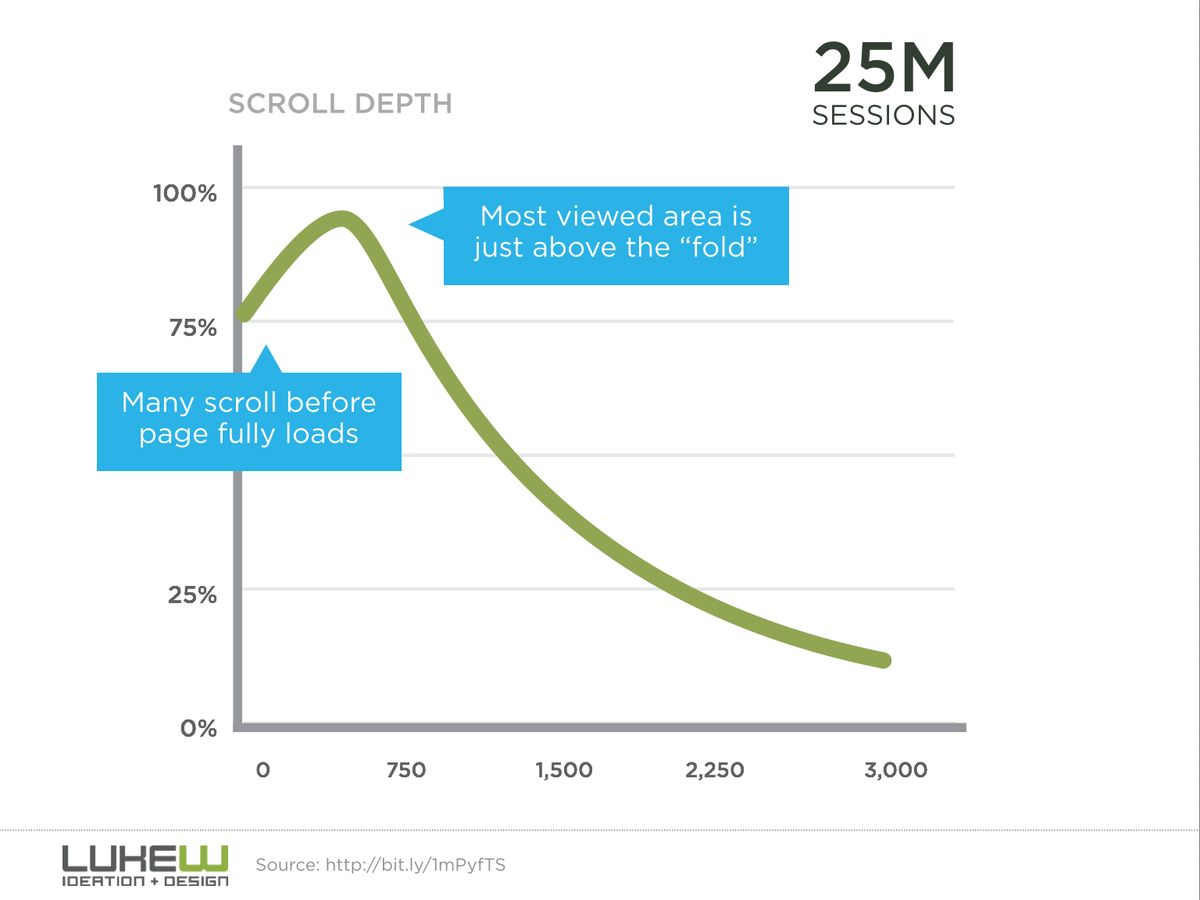 25M
SESSIONS
SCROLL DEPTH
100%
Most viewed area is
just above the “fold”
75%
Many scroll before
page fully loads
25%
0%
0 750 1,500 2,250 3,000
LUKEW
IDEATION + DESIGN
Source: http://bit.ly/1mPyfTS